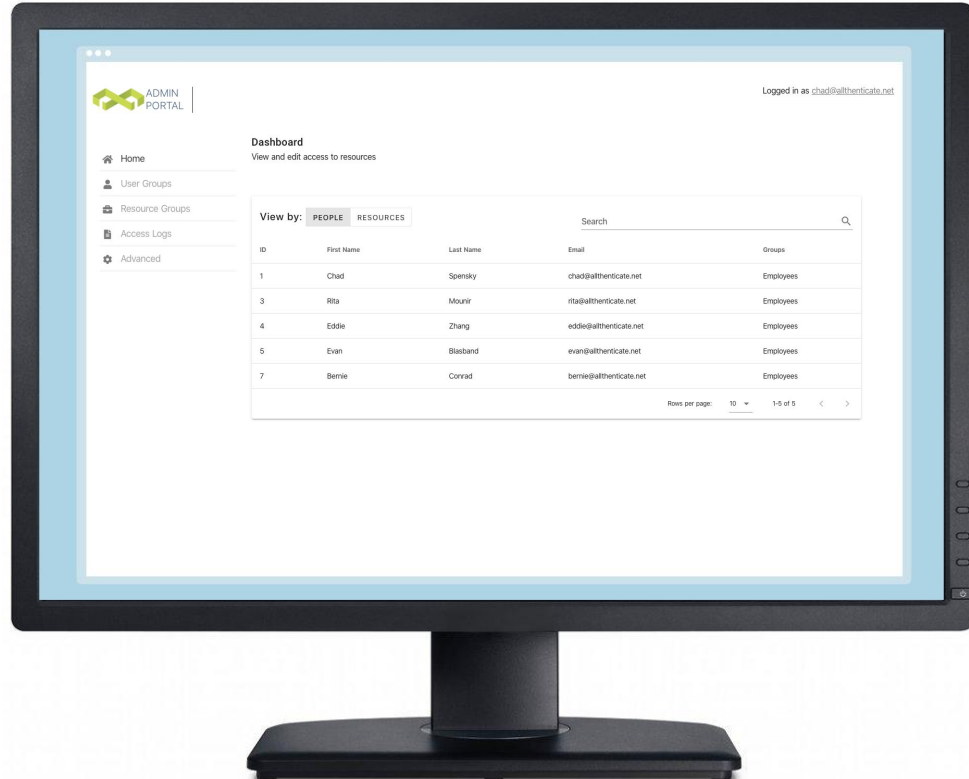 ADMIN
PORTAL
Logged in as chad@allthenticate.net
Home
User Groups
Resource Groups
Access Logs
Advanced
Dashboard
View and edit access to resources
View by: PEOPLE RESOURCES Search
ID First Name Last Name Email Groups
1 Chad Spensky chad@allthenticate.net Employees
3 Rita Mounir rita@allthenticate.net Employees
4 Eddie Zhang eddie@allthenticate.net Employees
5 Evan Blasband evan@allthenticate.net Employees
7 Bernie Conrad bernie@allthenticate.net Employees
Rows per page: 10 1-5 of 5